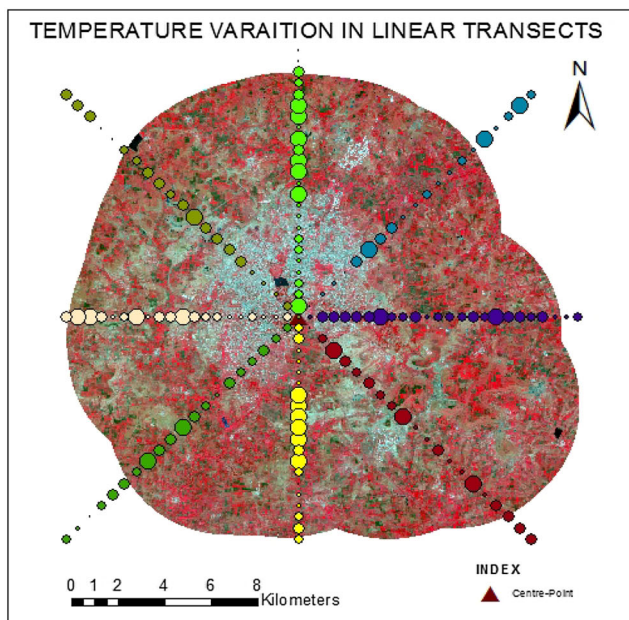 TEMPERATURE VARAITION IN LINEAR TRANSECTS
N
0 1 2 4 6 8
Kilometers
INDEX
Centre-Point